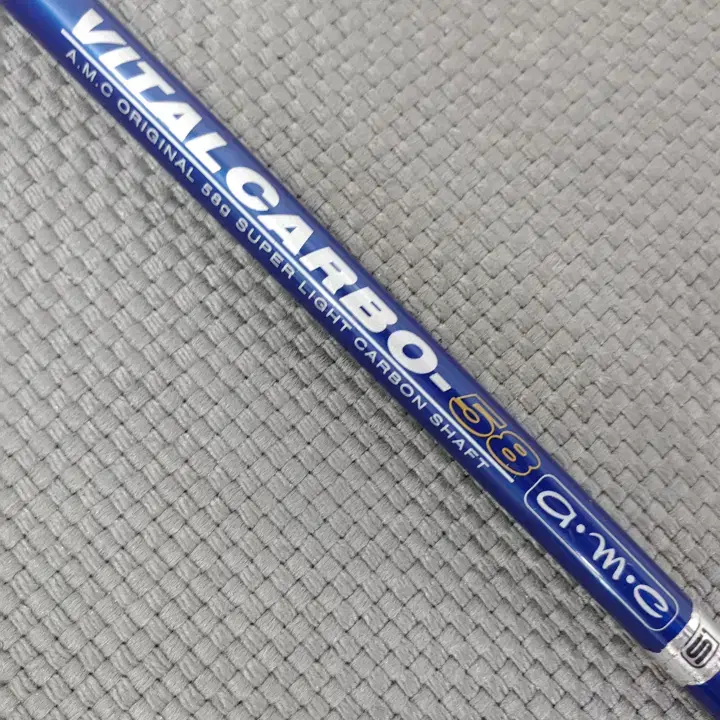 VITALCARBO-58
A.M.C ORIGINAL 58g SUPER LIGHT CARBON SHAFT
a·m·c
S